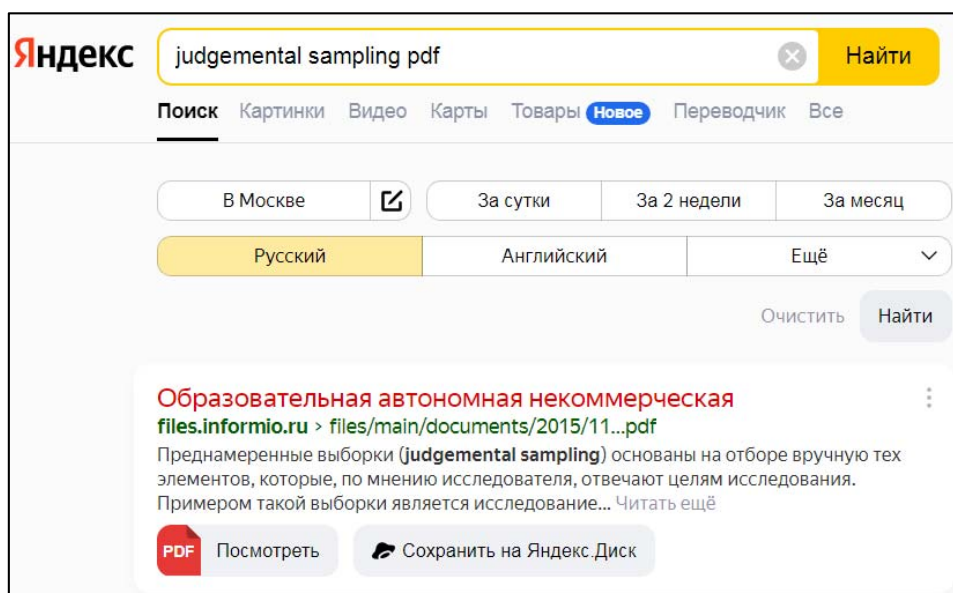 Яндекс
judgemental sampling pdf
Найти
Поиск Картинки Видео Карты Товары Новое Переводчик Все
В Москве За сутки За 2 недели За месяц
Русский Английский Ещё
Очистить Найти
Образовательная автономная некоммерческая
files.informio.ru › files/main/documents/2015/11...pdf
Преднамеренные выборки (judgemental sampling) основаны на отборе вручную тех
элементов, которые, по мнению исследователя, отвечают целям исследования.
Примером такой выборки является исследование... Читать ещё
PDF Посмотреть Сохранить на Яндекс.Диск